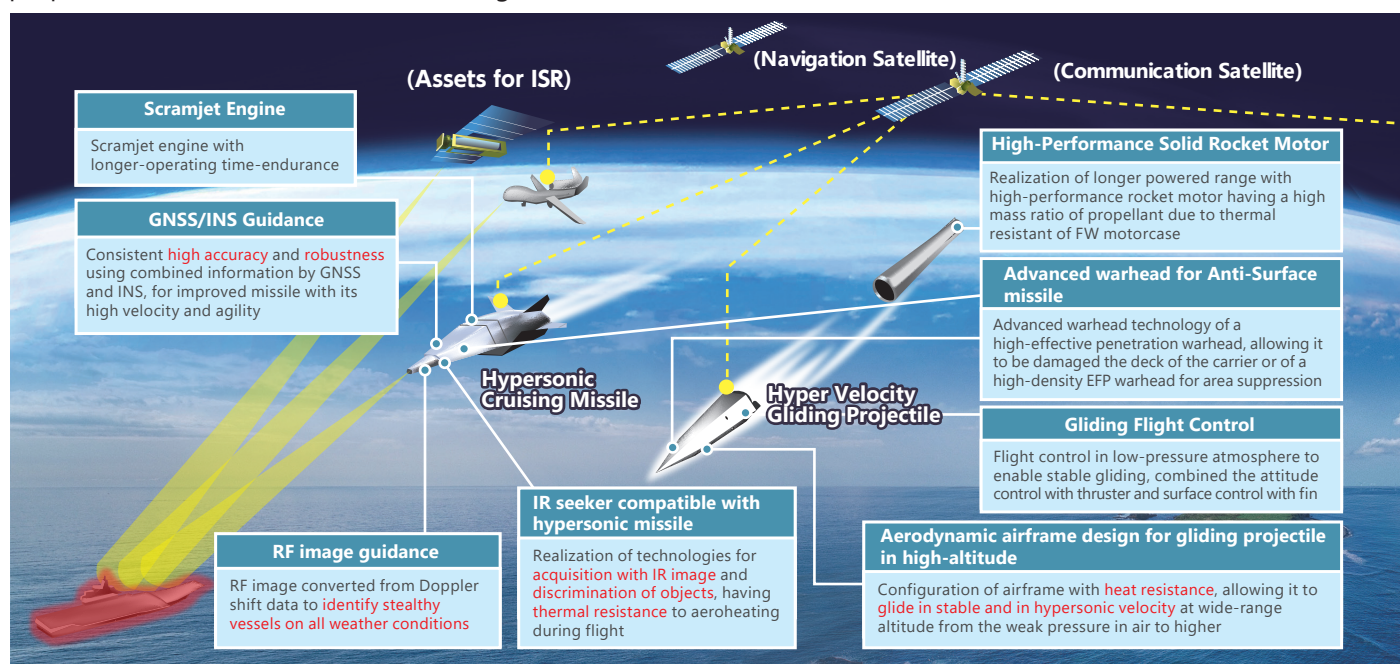 (Navigation Satellite)
(Communication Satellite)
(Assets for ISR)
Scramjet Engine
Scramjet engine with
longer-operating time-endurance
GNSS/INS Guidance
Consistent high accuracy and robustness
using combined information by GNSS
and INS, for improved missile with its
high velocity and agility
High-Performance Solid Rocket Motor
Realization of longer powered range with
high-performance rocket motor having a high
mass ratio of propellant due to thermal
resistant of FW motorcase
Advanced warhead for Anti-Surface
missile
Advanced warhead technology of a
high-effective penetration warhead, allowing it
to be damaged the deck of the carrier or of a
high-density EFP warhead for area suppression
Hypersonic
Cruising Missile
Hyper Velocity
Gliding Projectile
Gliding Flight Control
Flight control in low-pressure atmosphere to
enable stable gliding, combined the attitude
control with thruster and surface control with fin
RF image guidance
RF image converted from Doppler
shift data to identify stealthy
vessels on all weather conditions
IR seeker compatible with
hypersonic missile
Realization of technologies for
acquisition with IR image and
discrimination of objects, having
thermal resistance to aeroheating
during flight
Aerodynamic airframe design for gliding projectile
in high-altitude
Configuration of airframe with heat resistance, allowing it to
glide in stable and in hypersonic velocity at wide-range
altitude from the weak pressure in air to higher